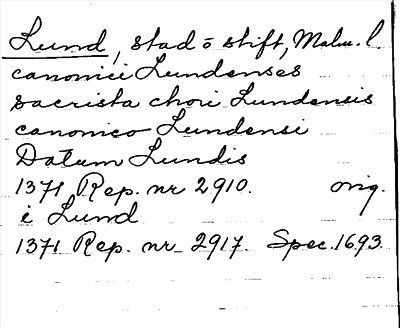 Lund, stad o stift, Malm. l
canonici Lundenses
sacrista chori Lundensis
canonico Lundensi
Datum Lundis
1371 Rep. nr 2910. orig.
i Lund
1371 Rep. nr 2917. Spec. 1693.